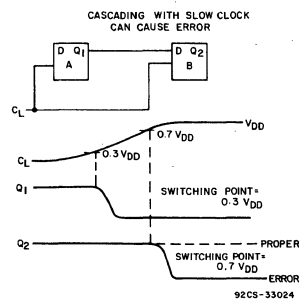 CASCADING WITH SLOW CLOCK
CAN CAUSE ERROR
D Q1
A
D Q2
B
CL
VDD
0.7 VDD
CL
0.3 VDD
Q1
SWITCHING POINT=
0.3 VDD
Q2
PROPER
SWITCHING POINT=
0.7 VDD
ERROR
92CS-33024